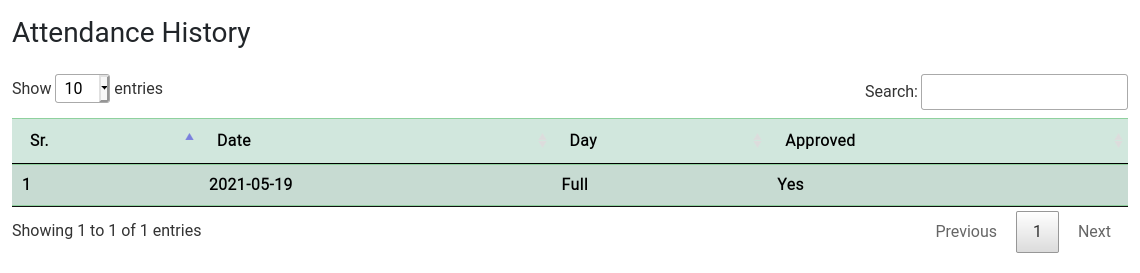 Attendance History
Show 10 entries
Search:
Sr. Date Day Approved
1 2021-05-19 Full Yes
Showing 1 to 1 of 1 entries
Previous 1 Next